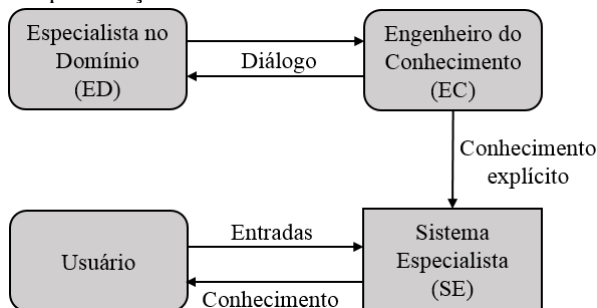 Especialista no
Domínio
(ED)
Diálogo
Engenheiro do
Conhecimento
(EC)
Conhecimento
explícito
Usuário
Entradas
Conhecimento
Sistema
Especialista
(SE)